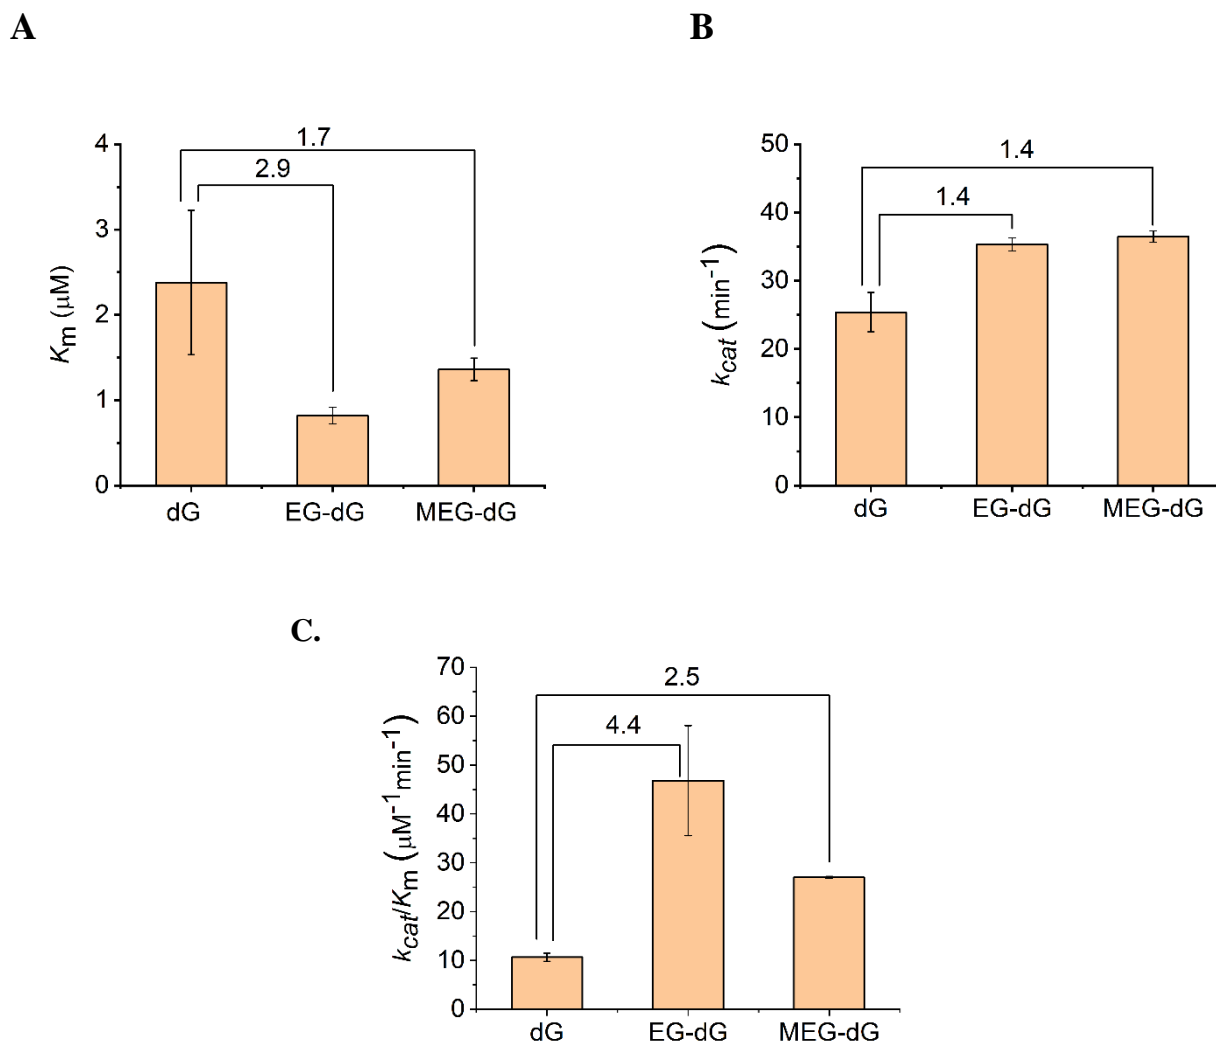 A
B
1.7
2.9
4
3
2
1
0
Km (μM)
dG EG-dG MEG-dG
1.4
1.4
50
40
30
20
10
0
kcat (min⁻¹)
dG EG-dG MEG-dG
C.
2.5
4.4
70
60
50
40
30
20
10
0
kcat/Km (μM⁻¹min⁻¹)
dG EG-dG MEG-dG